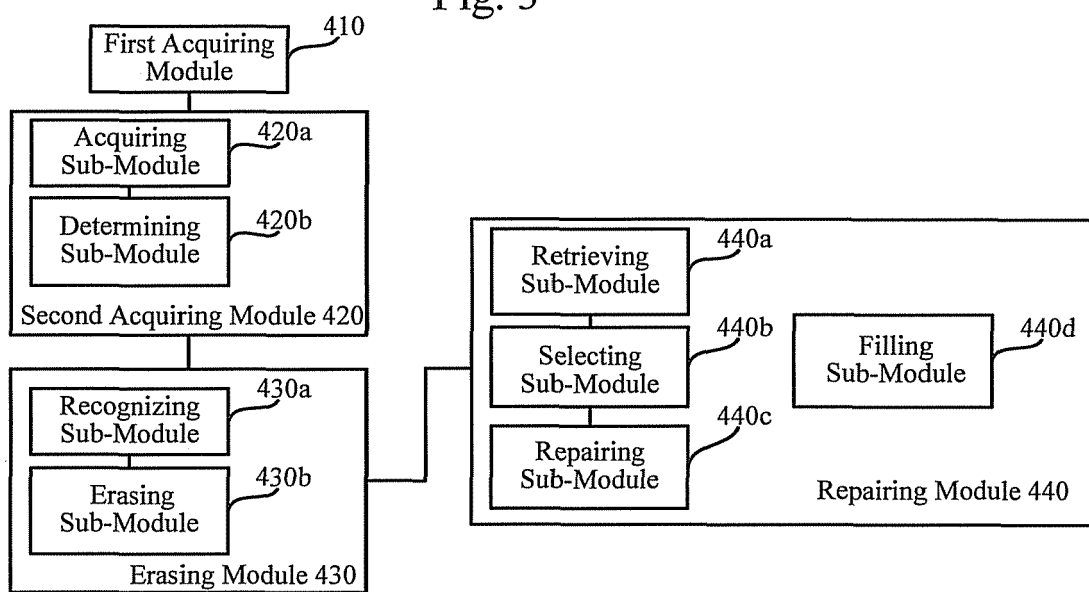 Fig.
First Acquiring
Module
410
Acquiring
Sub-Module
420a
Determining
Sub-Module
420b
Second Acquiring Module 420
Recognizing
Sub-Module
430a
Erasing
Sub-Module
430b
Erasing Module 430
Retrieving
Sub-Module
440a
Selecting
Sub-Module
440b
Repairing
Sub-Module
440c
Filling
Sub-Module
440d
Repairing Module 440